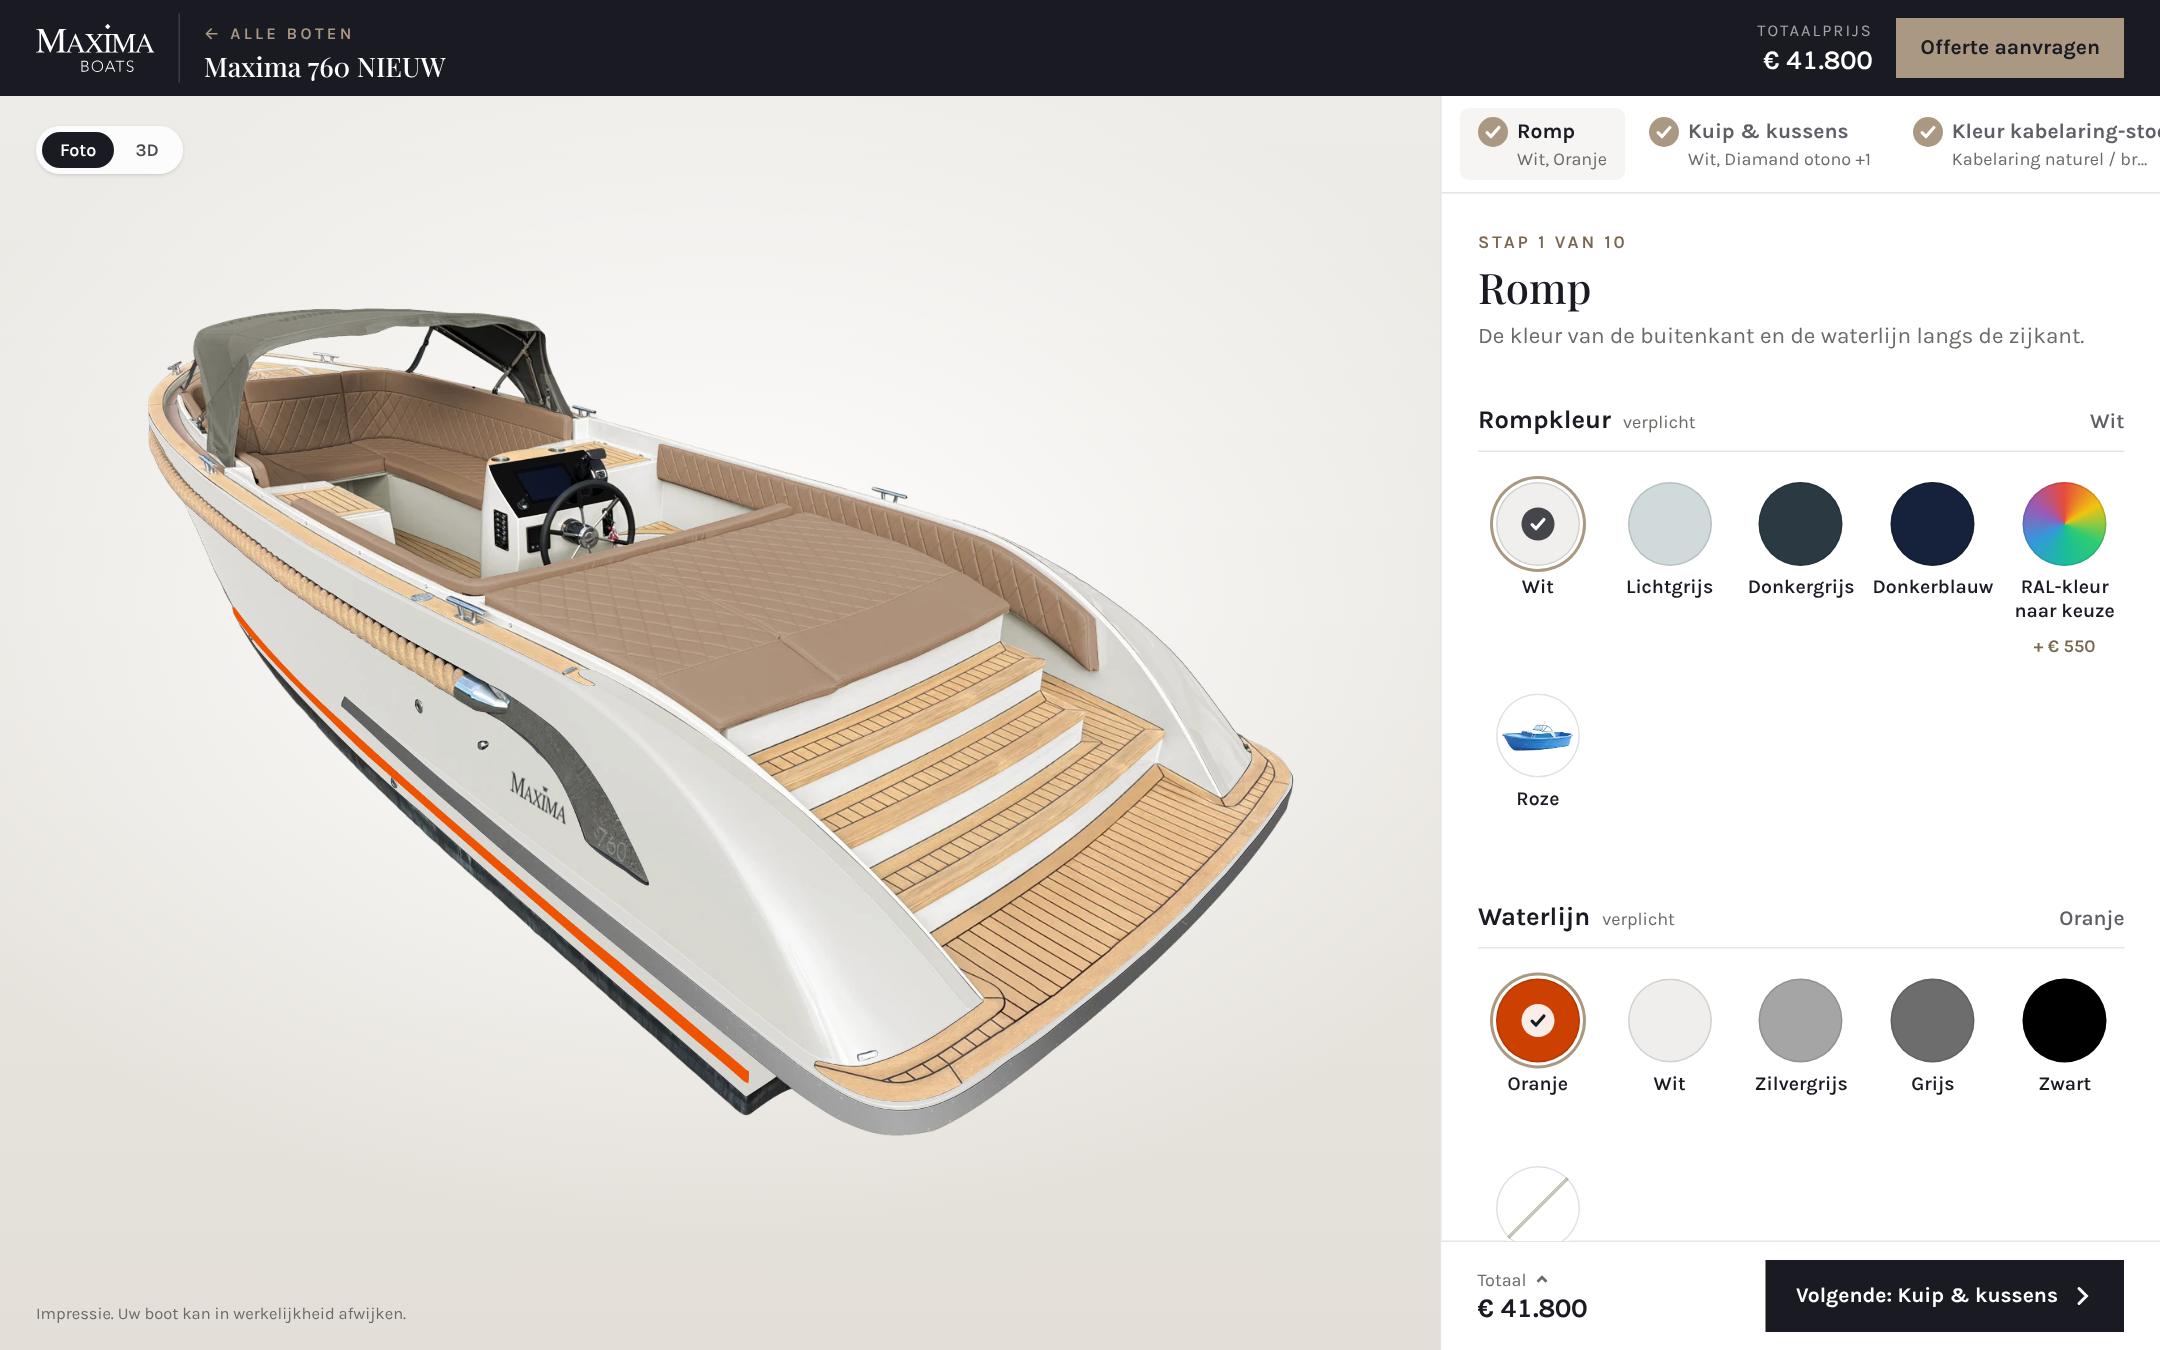 MAXIMA
BOATS
← ALLE BOTEN
Maxima 760 NIEUW
TOTAALPRIJS
€ 41.800
Offerte aanvragen
Foto
3D
Romp
Wit, Oranje
Kuip & kussens
Wit, Diamand otono +1
Kleur kabelaring-sto
Kabelaring naturel / br...
STAP 1 VAN 10
Romp
De kleur van de buitenkant en de waterlijn langs de zijkant.
Rompkleur verplicht
Wit
Wit
Lichtgrijs
Donkergrijs
Donkerblauw
RAL-kleur
naar keuze
+ € 550
Roze
MAXIMA
760
Waterlijn verplicht
Oranje
Oranje
Wit
Zilvergrijs
Grijs
Zwart
Impressie. Uw boot kan in werkelijkheid afwijken.
Totaal
€ 41.800
Volgende: Kuip & kussens